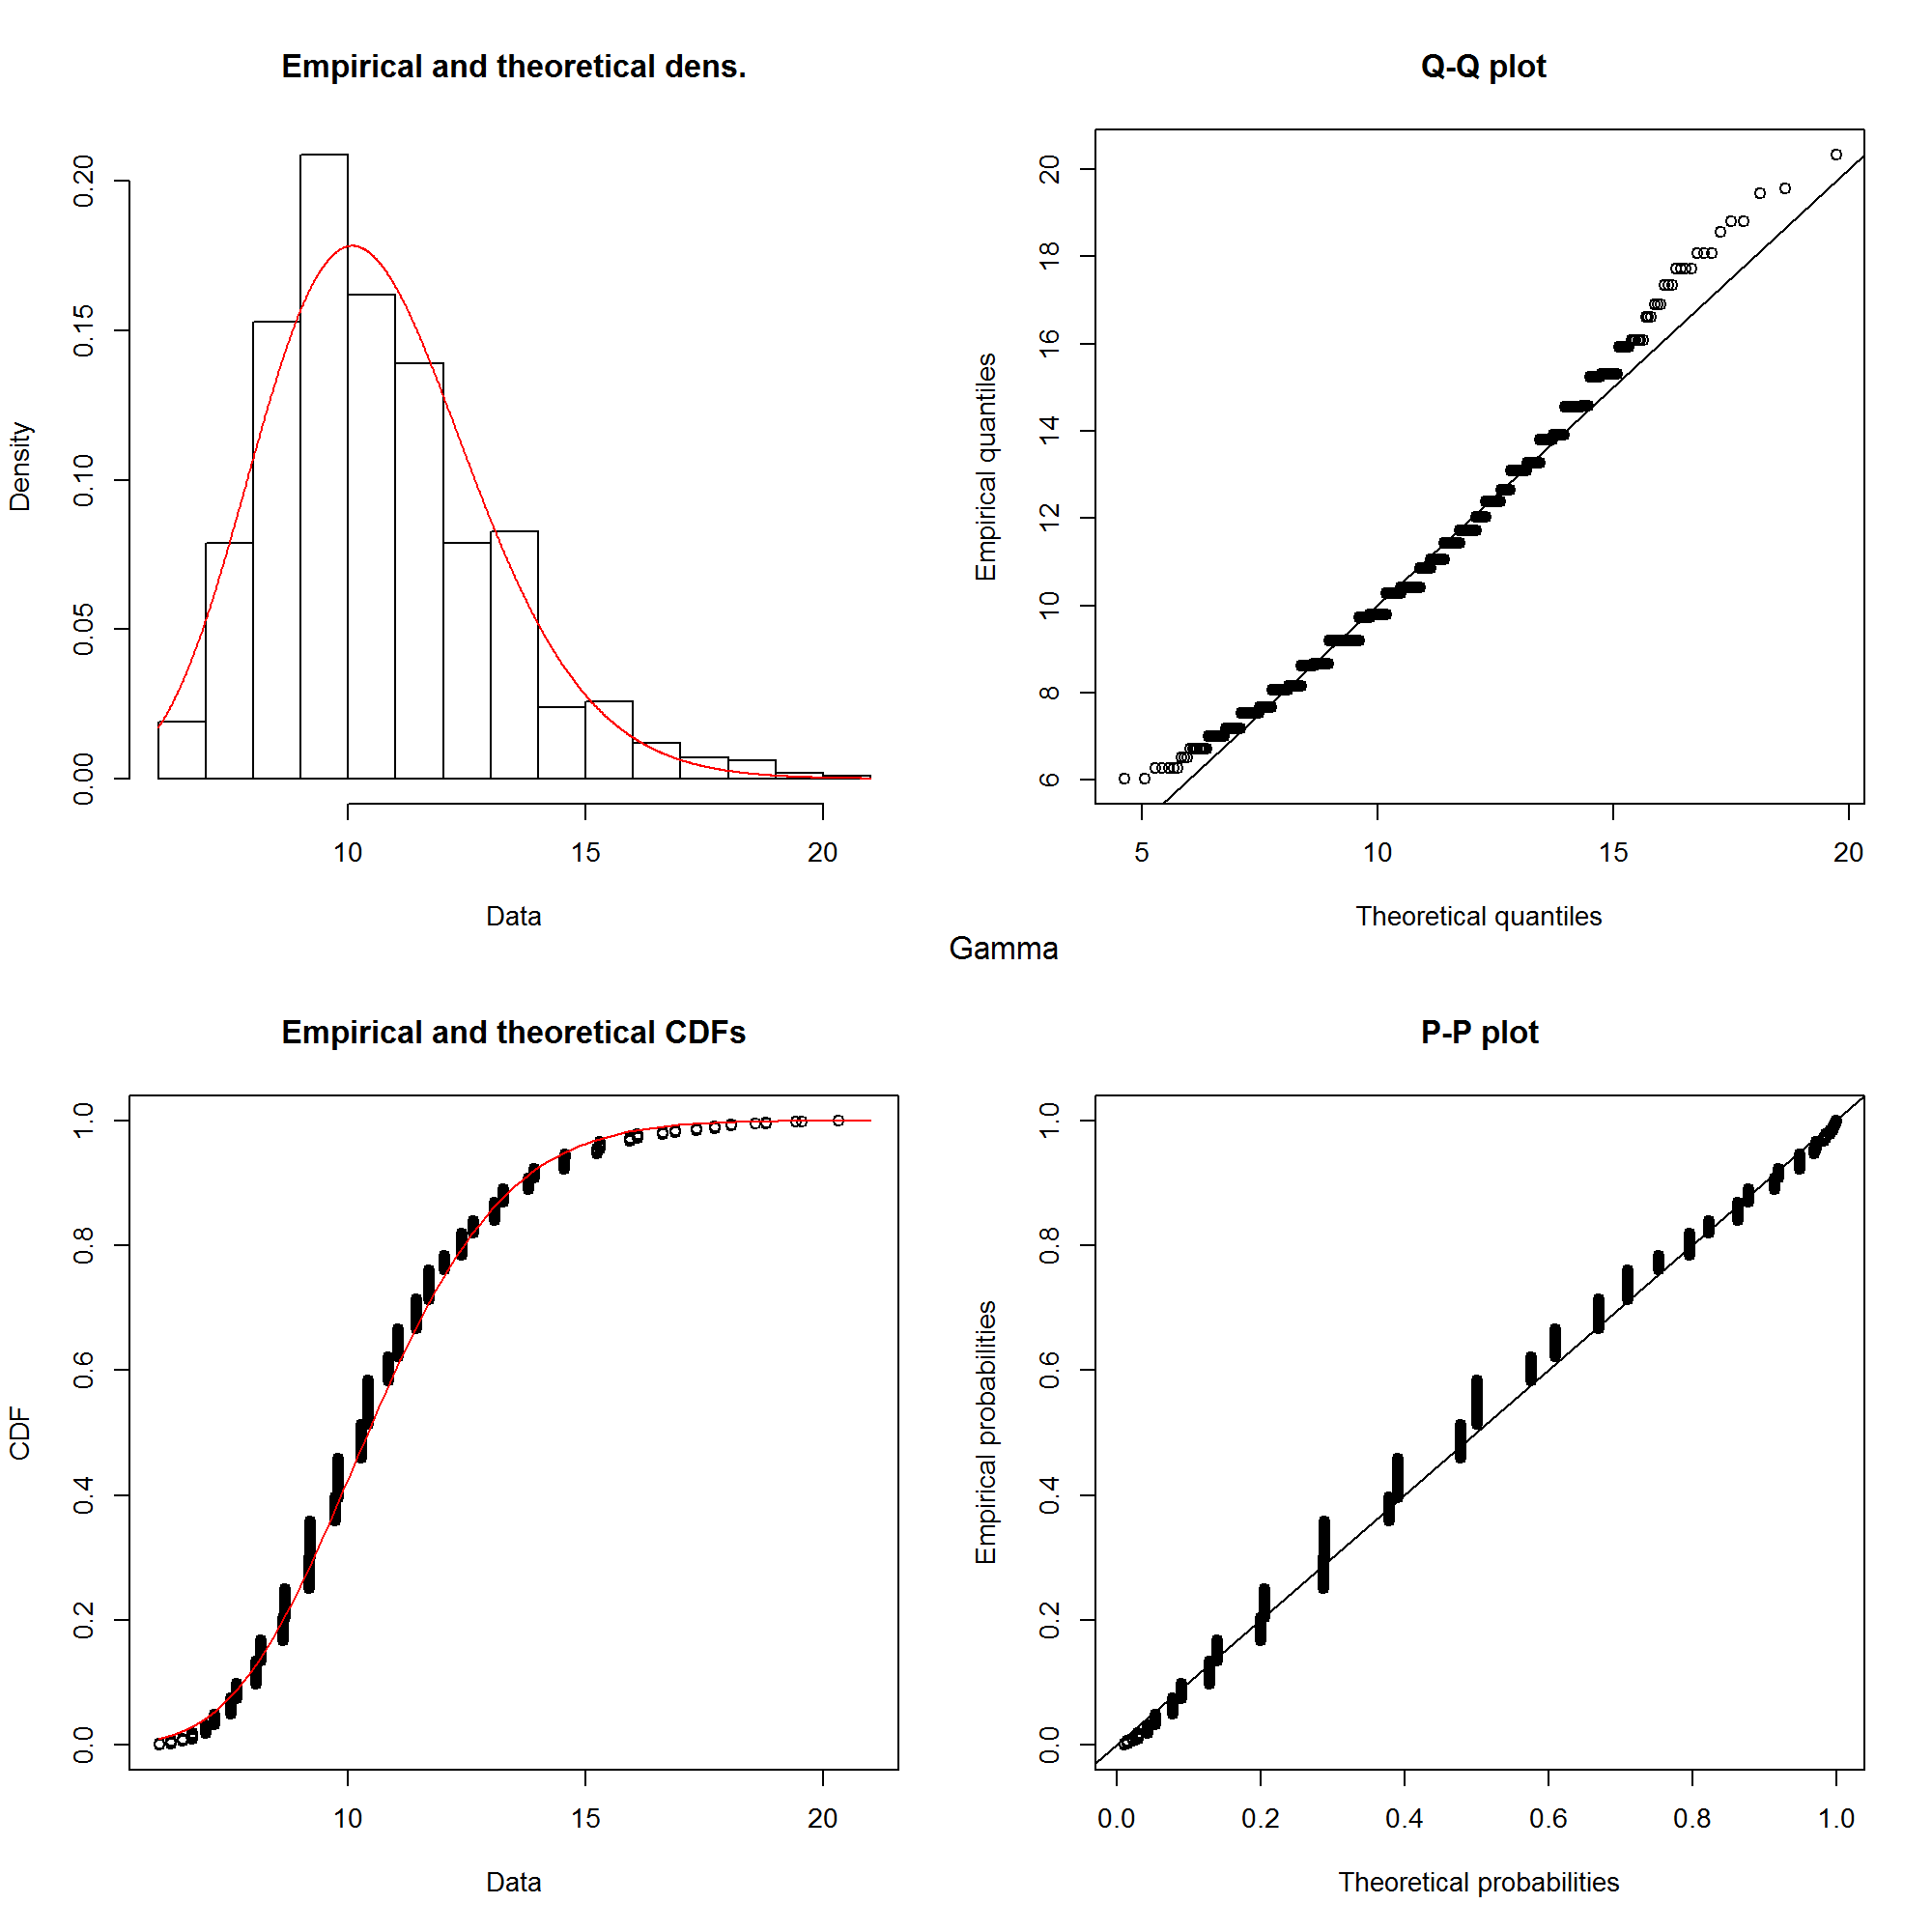 Empirical and theoretical dens.
Density
0.00 0.05 0.10 0.15 0.20
10 15 20
Data
Q-Q plot
Empirical quantiles
6 8 10 12 14 16 18 20
5 10 15 20
Theoretical quantiles
Gamma
Empirical and theoretical CDFs
CDF
0.0 0.2 0.4 0.6 0.8 1.0
10 15 20
Data
P-P plot
Empirical probabilities
0.0 0.2 0.4 0.6 0.8 1.0
0.0 0.2 0.4 0.6 0.8 1.0
Theoretical probabilities